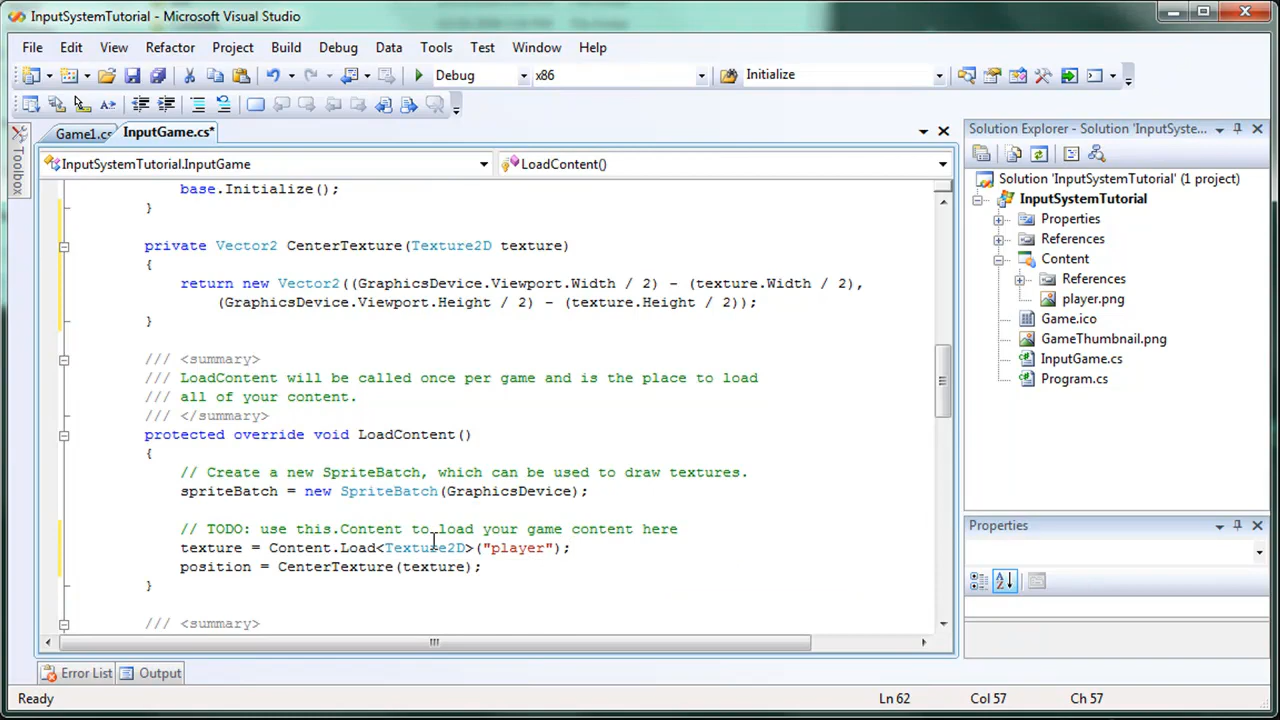 InputSystemTutorial - Microsoft Visual Studio
File Edit View Refactor Project Build Debug Data Tools Test Window Help
Debug x86 Initialize
Game1.cs InputGame.cs*
InputSystemTutorial.InputGame LoadContent()
Toolbox
base.Initialize();
}
private Vector2 CenterTexture(Texture2D texture)
{
return new Vector2((GraphicsDevice.Viewport.Width / 2) - (texture.Width / 2),
(GraphicsDevice.Viewport.Height / 2) - (texture.Height / 2));
}
/// <summary>
/// LoadContent will be called once per game and is the place to load
/// all of your content.
/// </summary>
protected override void LoadContent()
{
// Create a new SpriteBatch, which can be used to draw textures.
spriteBatch = new SpriteBatch(GraphicsDevice);
// TODO: use this.Content to load your game content here
texture = Content.Load<Texture2D>("player");
position = CenterTexture(texture);
}
/// <summary>
Solution Explorer - Solution 'InputSyste...
Solution 'InputSystemTutorial' (1 project)
InputSystemTutorial
Properties
References
Content
References
player.png
Game.ico
GameThumbnail.png
InputGame.cs
Program.cs
Properties
Error List Output
Ready Ln 62 Col 57 Ch 57